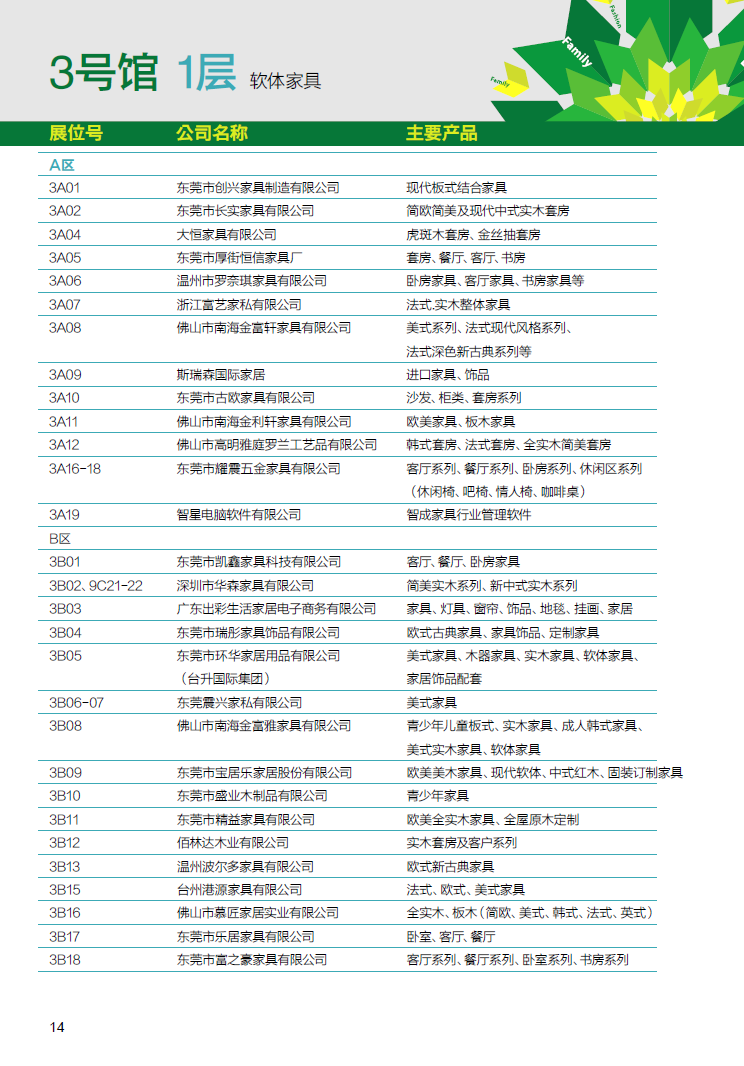 3号馆 1层 软体家具
Fashion
Family
Family
展位号 公司名称 主要产品
A区
3A01 东莞市创兴家具制造有限公司 现代板式结合家具
3A02 东莞市长实家具有限公司 简欧简美及现代中式实木套房
3A04 大恒家具有限公司 虎斑木套房、金丝抽套房
3A05 东莞市厚街恒信家具厂 套房、餐厅、客厅、书房
3A06 温州市罗奈琪家具有限公司 卧房家具、客厅家具、书房家具等
3A07 浙江富艺家私有限公司 法式.实木整体家具
3A08 佛山市南海金富轩家具有限公司 美式系列、法式现代风格系列、
法式深色新古典系列等
3A09 斯瑞森国际家居 进口家具、饰品
3A10 东莞市古欧家具有限公司 沙发、柜类、套房系列
3A11 佛山市南海金利轩家具有限公司 欧美家具、板木家具
3A12 佛山市高明雅庭罗兰工艺品有限公司 韩式套房、法式套房、全实木简美套房
3A16-18 东莞市耀震五金家具有限公司 客厅系列、餐厅系列、卧房系列、休闲区系列
（休闲椅、吧椅、情人椅、咖啡桌）
3A19 智星电脑软件有限公司 智成家具行业管理软件
B区
3B01 东莞市凯鑫家具科技有限公司 客厅、餐厅、卧房家具
3B02、9C21-22 深圳市华森家具有限公司 简美实木系列、新中式实木系列
3B03 广东出彩生活家居电子商务有限公司 家具、灯具、窗帘、饰品、地毯、挂画、家居
3B04 东莞市瑞彤家具饰品有限公司 欧式古典家具、家具饰品、定制家具
3B05 东莞市环华家居用品有限公司 美式家具、木器家具、实木家具、软体家具、
（台升国际集团） 家居饰品配套
3B06-07 东莞震兴家私有限公司 美式家具
3B08 佛山市南海金富雅家具有限公司 青少年儿童板式、实木家具、成人韩式家具、
美式实木家具、软体家具
3B09 东莞市宝居乐家居股份有限公司 欧美美木家具、现代软体、中式红木、固装订制家具
3B10 东莞市盛业木制品有限公司 青少年家具
3B11 东莞市精益家具有限公司 欧美全实木家具、全屋原木定制
3B12 佰林达木业有限公司 实木套房及客户系列
3B13 温州波尔多家具有限公司 欧式新古典家具
3B15 台州港源家具有限公司 法式、欧式、美式家具
3B16 佛山市慕匠家居实业有限公司 全实木、板木（简欧、美式、韩式、法式、英式）
3B17 东莞市乐居家具有限公司 卧室、客厅、餐厅
3B18 东莞市富之豪家具有限公司 客厅系列、餐厅系列、卧室系列、书房系列
14